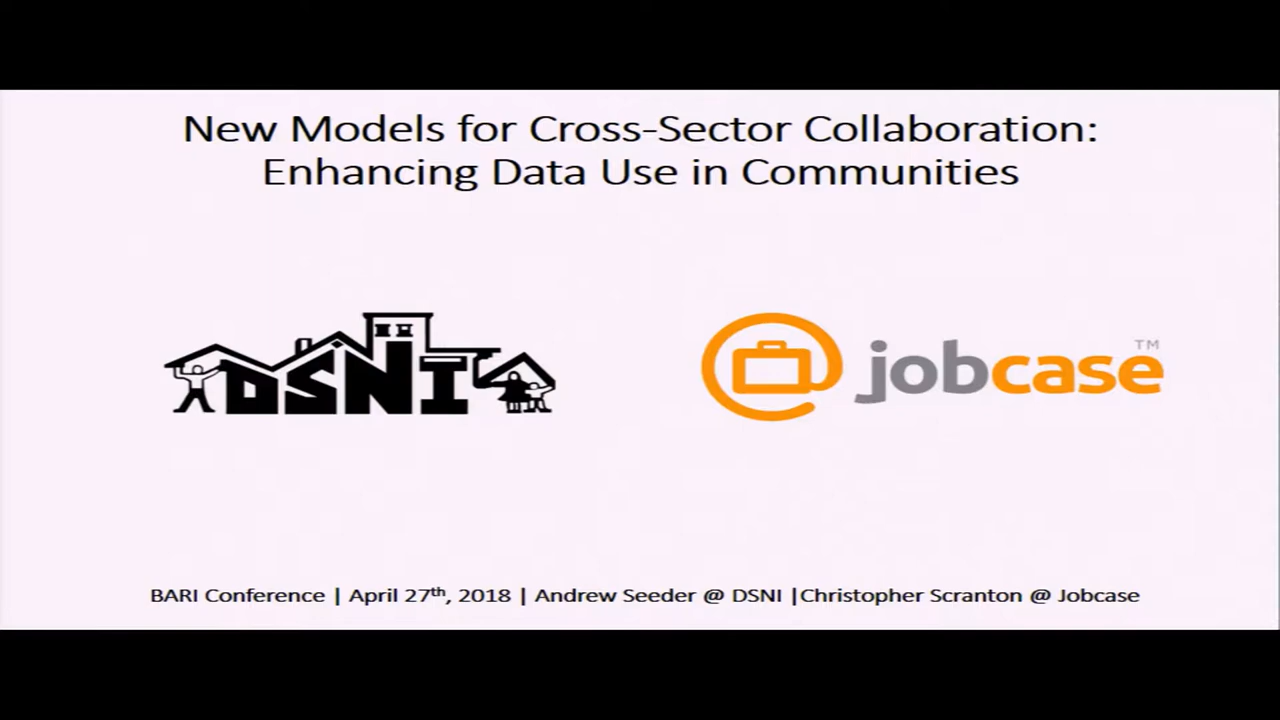 New Models for Cross-Sector Collaboration:
Enhancing Data Use in Communities
DSNI
jobcase™
BARI Conference | April 27th, 2018 | Andrew Seeder @ DSNI |Christopher Scranton @ Jobcase